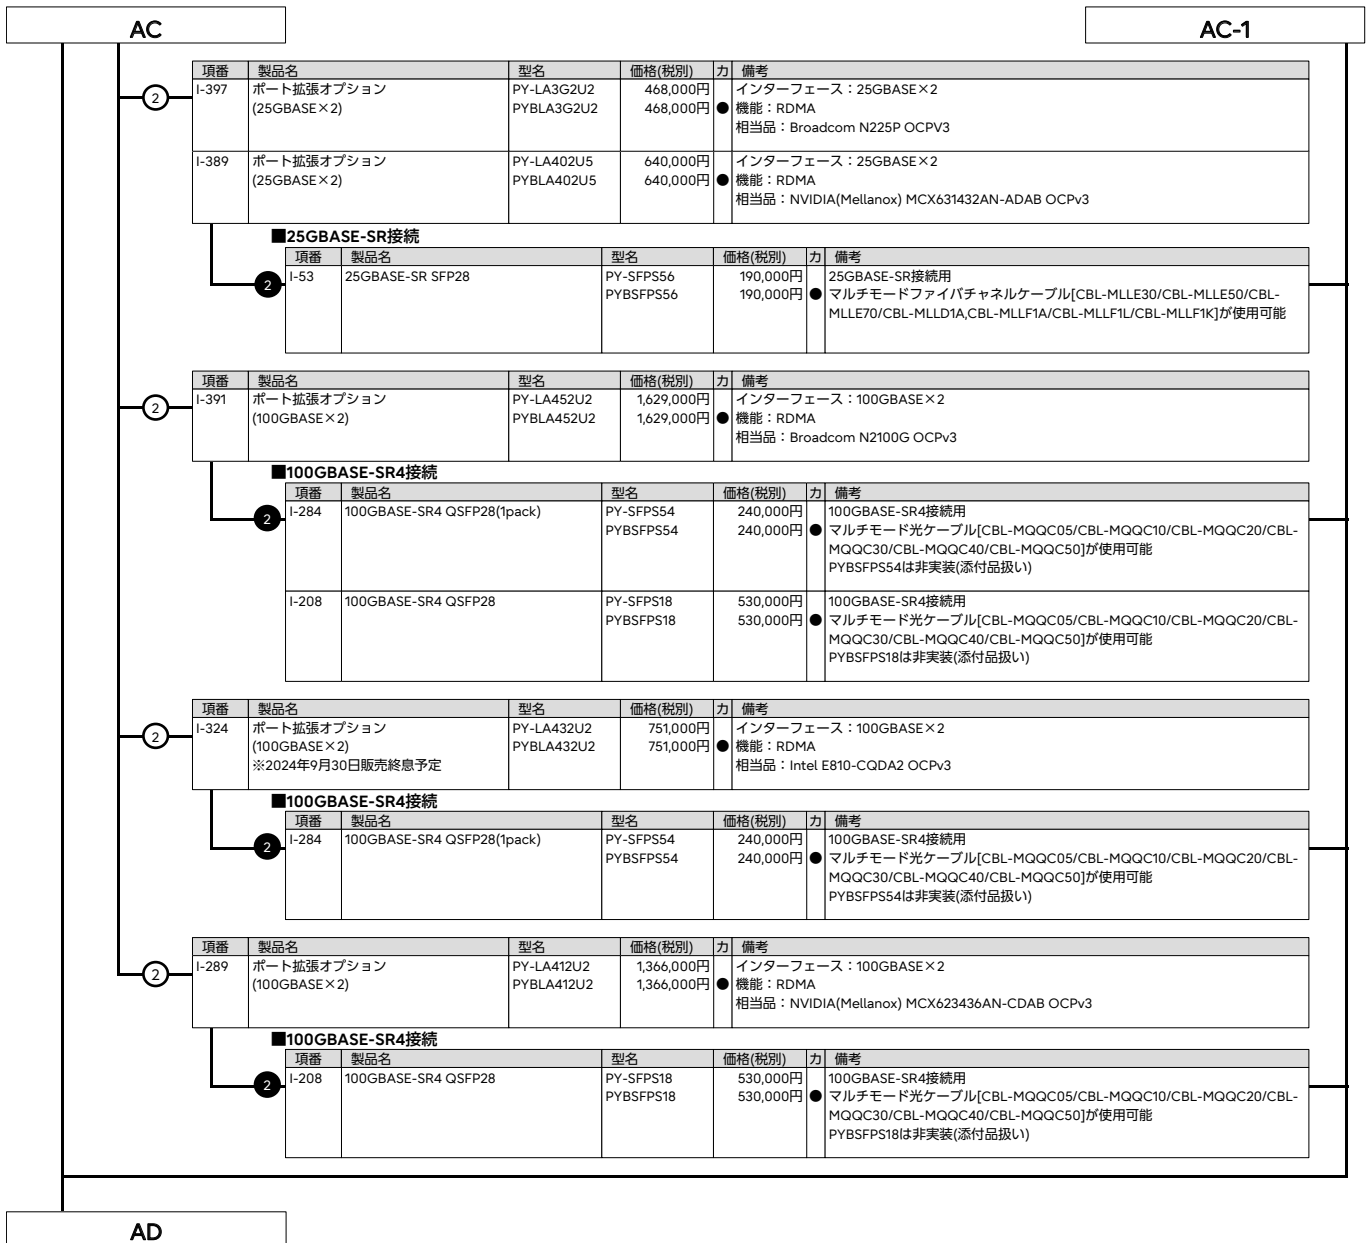 AC
AC-1
項番 製品名 型名 価格(税別) カ 備考
2
I-397 ポート拡張オプション PY-LA3G2U2 468,000円 インターフェース：25GBASE×2
(25GBASE×2) PYBLA3G2U2 468,000円 ● 機能：RDMA
相当品：Broadcom N225P OCPV3
I-389 ポート拡張オプション PY-LA402U5 640,000円 インターフェース：25GBASE×2
(25GBASE×2) PYBLA402U5 640,000円 ● 機能：RDMA
相当品：NVIDIA(Mellanox) MCX631432AN-ADAB OCPv3
■25GBASE-SR接続
項番 製品名 型名 価格(税別) カ 備考
2
I-53 25GBASE-SR SFP28 PY-SFPS56 190,000円 25GBASE-SR接続用
PYBSFPS56 190,000円 ● マルチモードファイバチャネルケーブル[CBL-MLLE30/CBL-MLLE50/CBL-
MLLE70/CBL-MLLD1A,CBL-MLLF1A/CBL-MLLF1L/CBL-MLLF1K]が使用可能
項番 製品名 型名 価格(税別) カ 備考
2
I-391 ポート拡張オプション PY-LA452U2 1,629,000円 インターフェース：100GBASE×2
(100GBASE×2) PYBLA452U2 1,629,000円 ● 機能：RDMA
相当品：Broadcom N2100G OCPv3
■100GBASE-SR4接続
項番 製品名 型名 価格(税別) カ 備考
2
I-284 100GBASE-SR4 QSFP28(1pack) PY-SFPS54 240,000円 100GBASE-SR4接続用
PYBSFPS54 240,000円 ● マルチモード光ケーブル[CBL-MQQC05/CBL-MQQC10/CBL-MQQC20/CBL-
MQQC30/CBL-MQQC40/CBL-MQQC50]が使用可能
PYBSFPS54は非実装(添付品扱い)
I-208 100GBASE-SR4 QSFP28 PY-SFPS18 530,000円 100GBASE-SR4接続用
PYBSFPS18 530,000円 ● マルチモード光ケーブル[CBL-MQQC05/CBL-MQQC10/CBL-MQQC20/CBL-
MQQC30/CBL-MQQC40/CBL-MQQC50]が使用可能
PYBSFPS18は非実装(添付品扱い)
項番 製品名 型名 価格(税別) カ 備考
2
I-324 ポート拡張オプション PY-LA432U2 751,000円 インターフェース：100GBASE×2
(100GBASE×2) PYBLA432U2 751,000円 ● 機能：RDMA
※2024年9月30日販売終息予定 相当品：Intel E810-CQDA2 OCPv3
■100GBASE-SR4接続
項番 製品名 型名 価格(税別) カ 備考
2
I-284 100GBASE-SR4 QSFP28(1pack) PY-SFPS54 240,000円 100GBASE-SR4接続用
PYBSFPS54 240,000円 ● マルチモード光ケーブル[CBL-MQQC05/CBL-MQQC10/CBL-MQQC20/CBL-
MQQC30/CBL-MQQC40/CBL-MQQC50]が使用可能
PYBSFPS54は非実装(添付品扱い)
項番 製品名 型名 価格(税別) カ 備考
2
I-289 ポート拡張オプション PY-LA412U2 1,366,000円 インターフェース：100GBASE×2
(100GBASE×2) PYBLA412U2 1,366,000円 ● 機能：RDMA
相当品：NVIDIA(Mellanox) MCX623436AN-CDAB OCPv3
■100GBASE-SR4接続
項番 製品名 型名 価格(税別) カ 備考
2
I-208 100GBASE-SR4 QSFP28 PY-SFPS18 530,000円 100GBASE-SR4接続用
PYBSFPS18 530,000円 ● マルチモード光ケーブル[CBL-MQQC05/CBL-MQQC10/CBL-MQQC20/CBL-
MQQC30/CBL-MQQC40/CBL-MQQC50]が使用可能
PYBSFPS18は非実装(添付品扱い)
AD